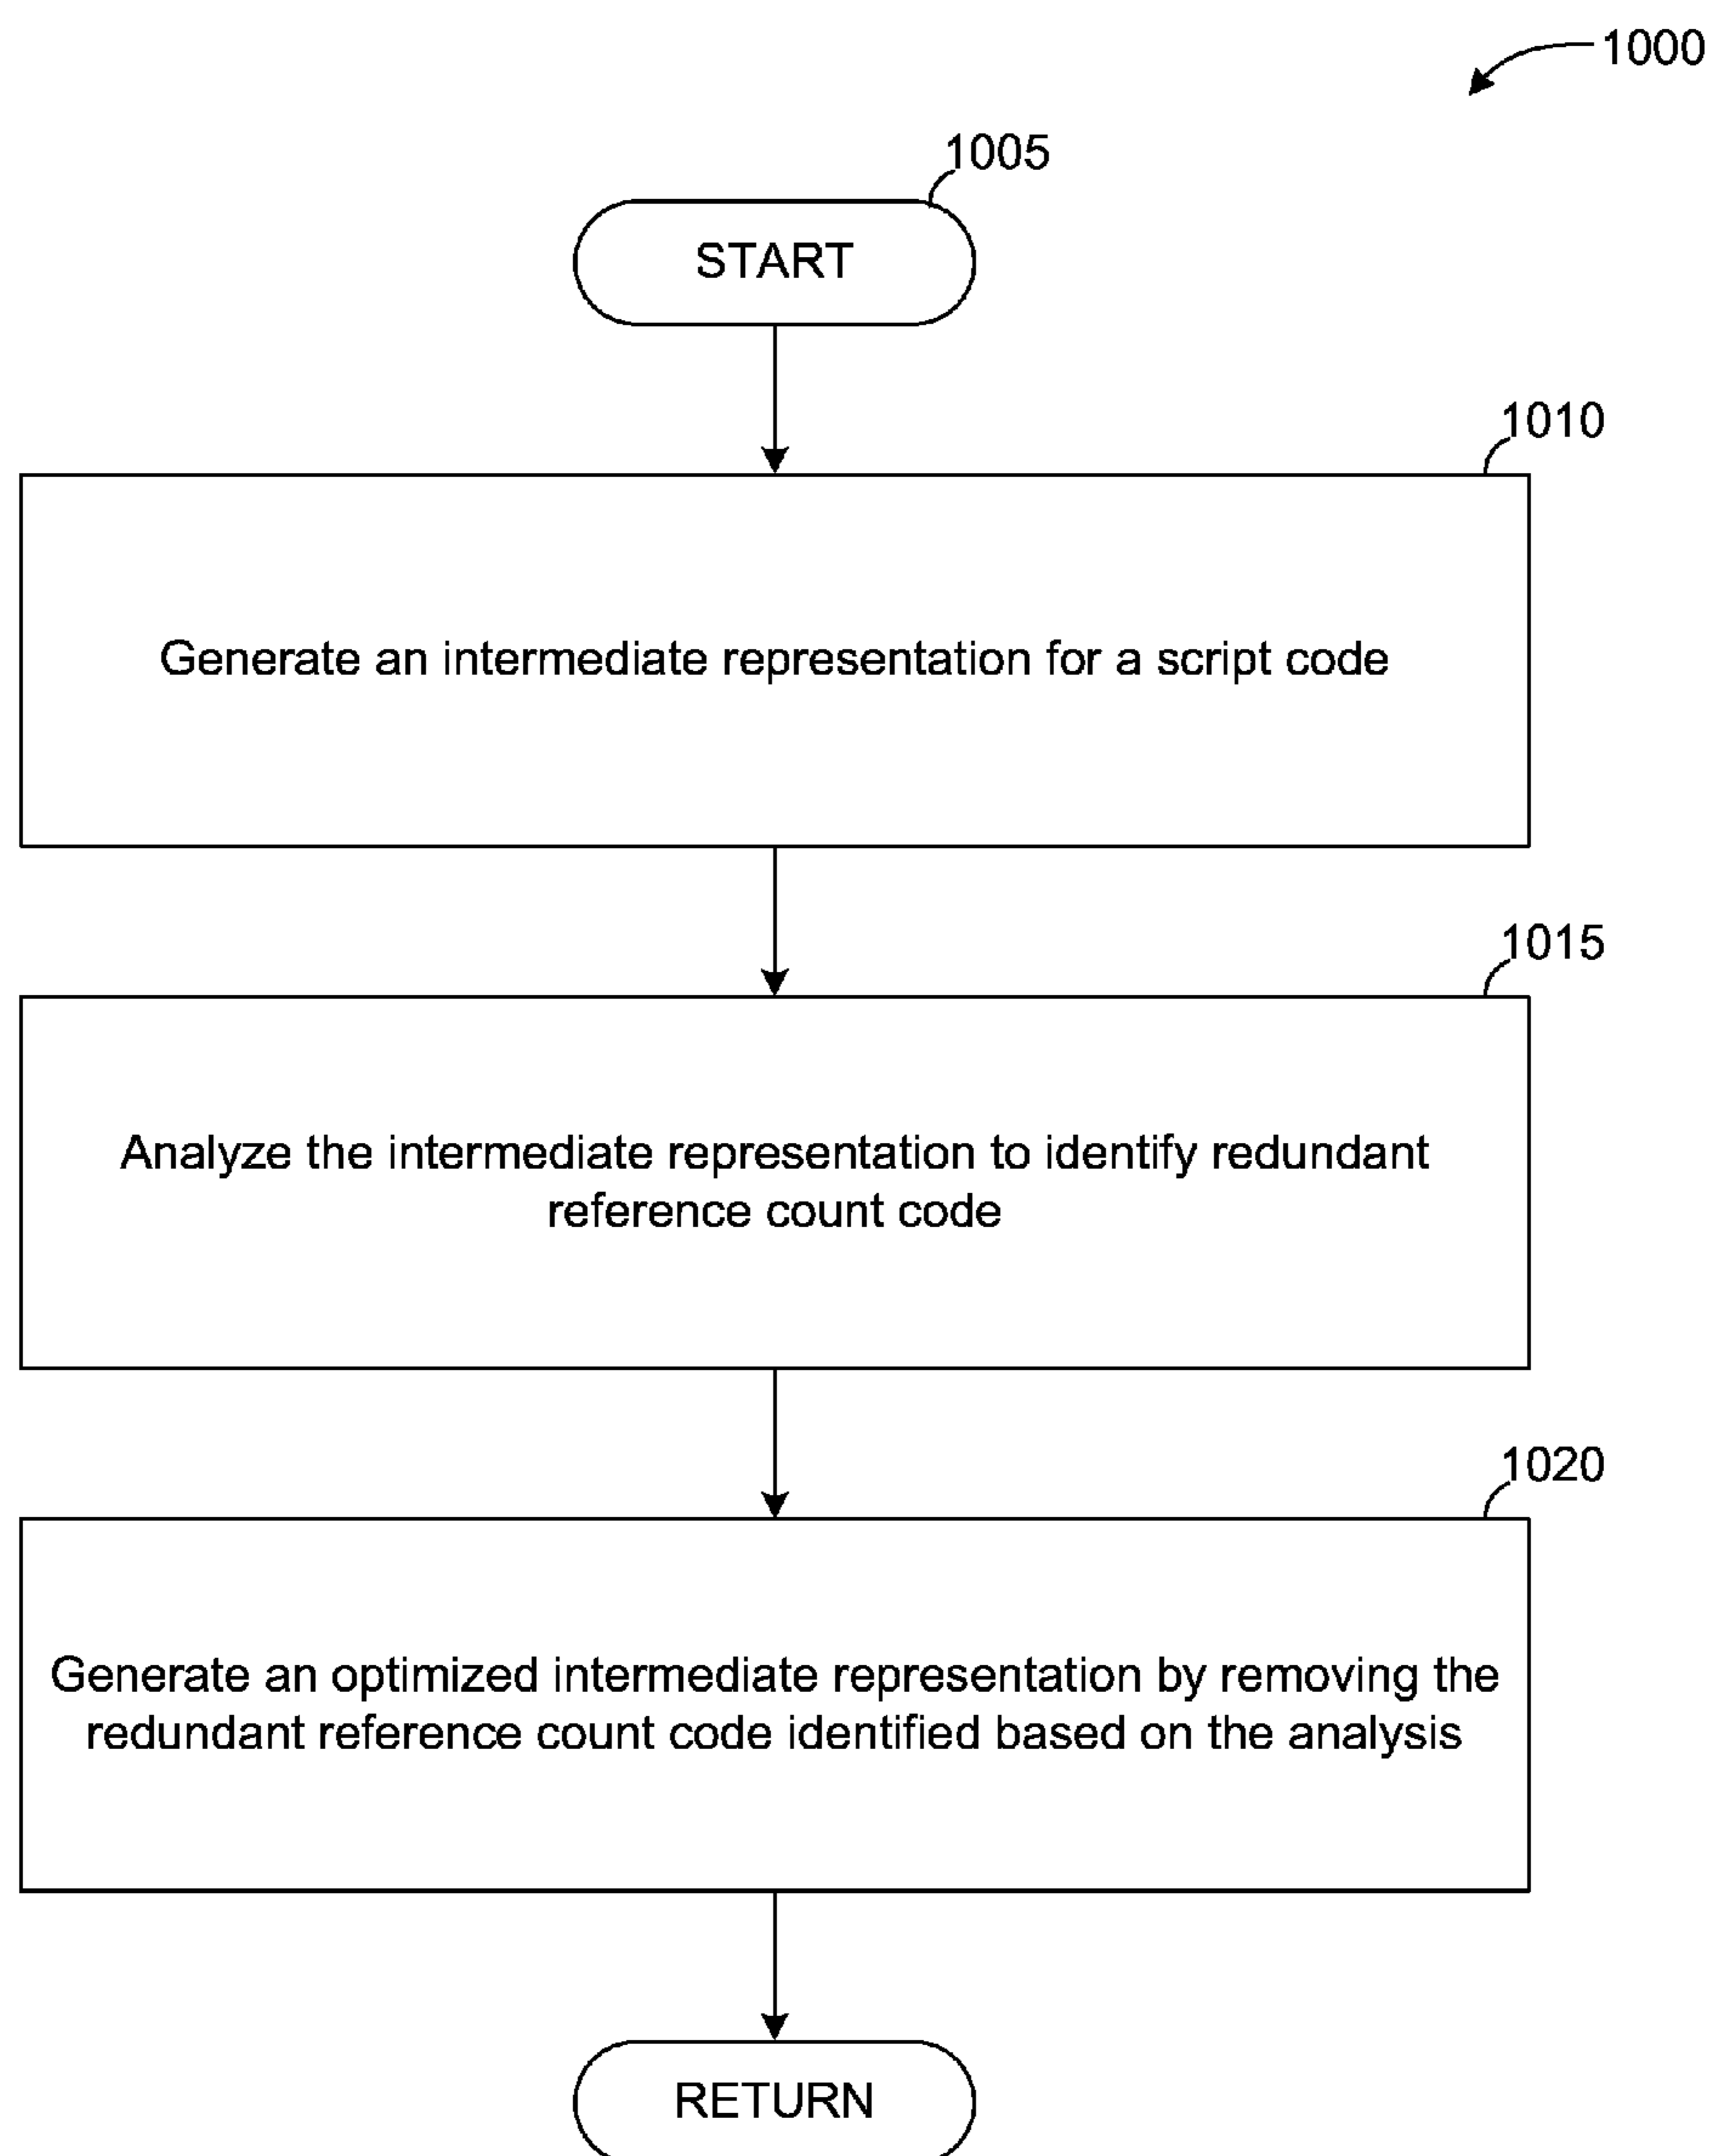 1000
1005
START
1010
Generate an intermediate representation for a script code
1015
Analyze the intermediate representation to identify redundant
reference count code
1020
Generate an optimized intermediate representation by removing the
redundant reference count code identified based on the analysis
RETURN